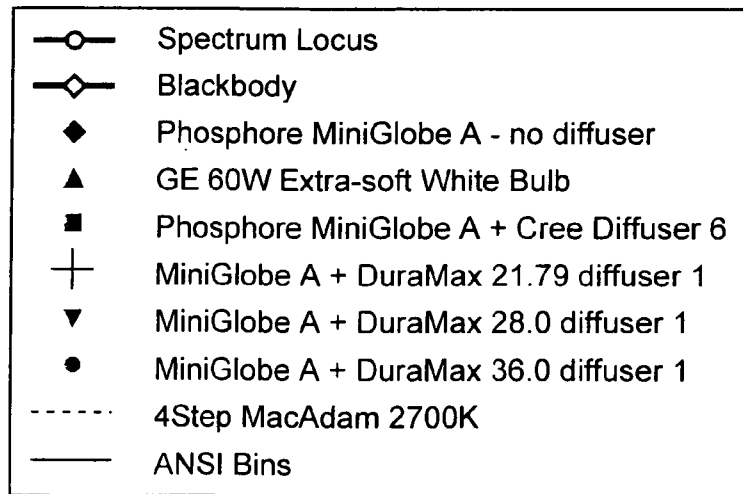 Spectrum Locus
Blackbody
Phosphore MiniGlobe A - no diffuser
GE 60W Extra-soft White Bulb
Phosphore MiniGlobe A + Cree Diffuser 6
MiniGlobe A + DuraMax 21.79 diffuser 1
MiniGlobe A + DuraMax 28.0 diffuser 1
MiniGlobe A + DuraMax 36.0 diffuser 1
4Step MacAdam 2700K
ANSI Bins